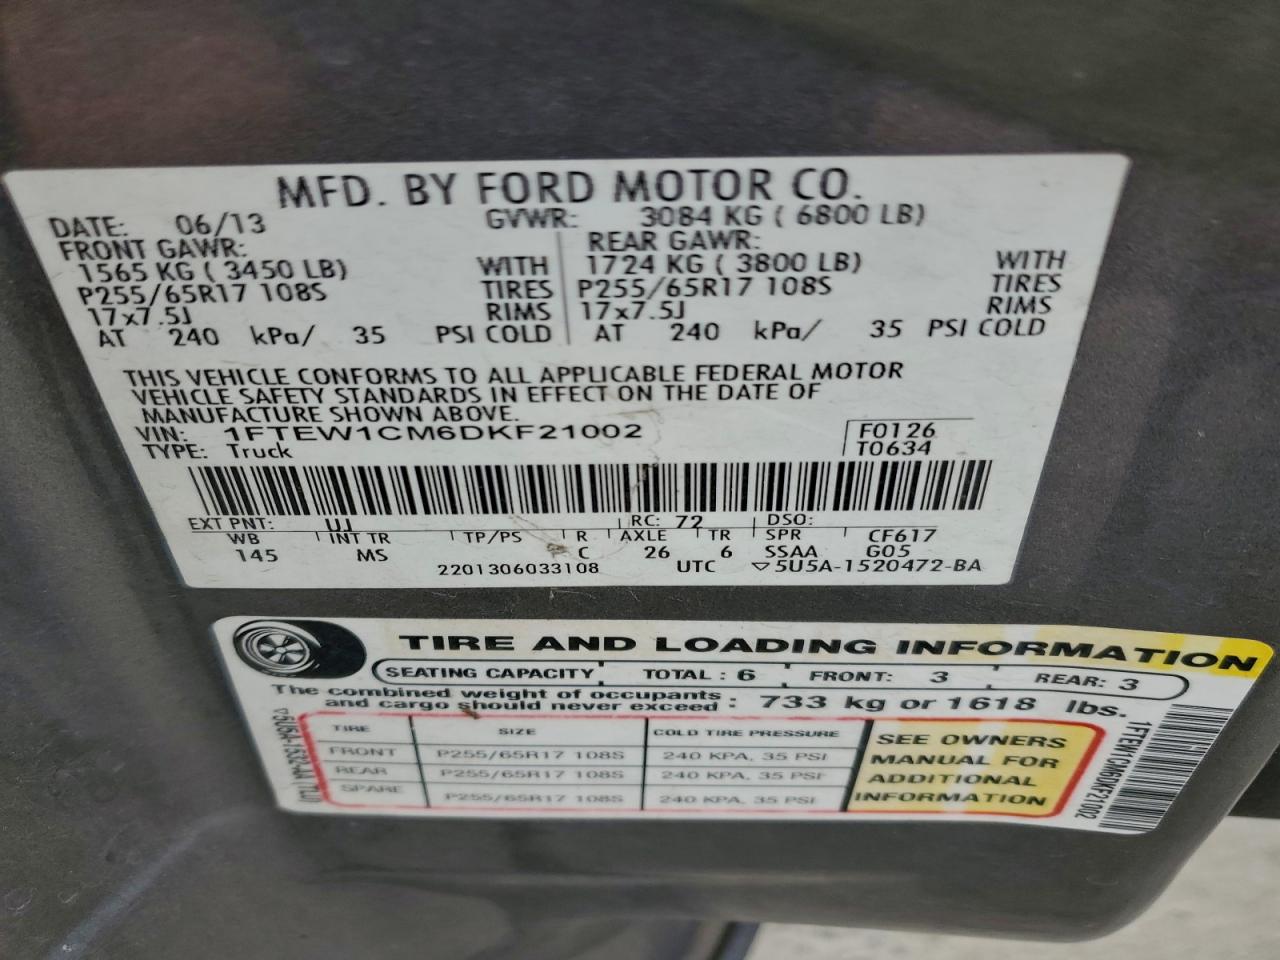 MFD. BY FORD MOTOR CO.
DATE: 06/13 GVWR: 3084 KG ( 6800 LB)
FRONT GAWR: REAR GAWR:
1565 KG ( 3450 LB) WITH 1724 KG ( 3800 LB) WITH
P255/65R17 108S TIRES P255/65R17 108S TIRES
17x7.5J RIMS 17x7.5J RIMS
AT 240 kPa/ 35 PSI COLD AT 240 kPa/ 35 PSI COLD
THIS VEHICLE CONFORMS TO ALL APPLICABLE FEDERAL MOTOR
VEHICLE SAFETY STANDARDS IN EFFECT ON THE DATE OF
MANUFACTURE SHOWN ABOVE.
VIN: 1FTEW1CM6DKF21002 F0126
TYPE: Truck T0634
EXT PNT: UJ RC: 72 DSO:
WB INT TR TP/PS R AXLE TR SPR CF617
145 MS C 26 6 SSAA G05
2201306033108 UTC ▽5U5A-1520472-BA
TIRE AND LOADING INFORMATION
SEATING CAPACITY TOTAL : 6 FRONT: 3 REAR: 3
The combined weight of occupants
and cargo should never exceed : 733 kg or 1618 lbs.
TIRE SIZE COLD TIRE PRESSURE
FRONT P255/65R17 108S 240 KPA, 35 PSI
REAR P255/65R17 108S 240 KPA, 35 PSI
SPARE P255/65R17 108S 240 KPA, 35 PSI
SEE OWNERS
MANUAL FOR
ADDITIONAL
INFORMATION
1FTEW1CM6DKF21002